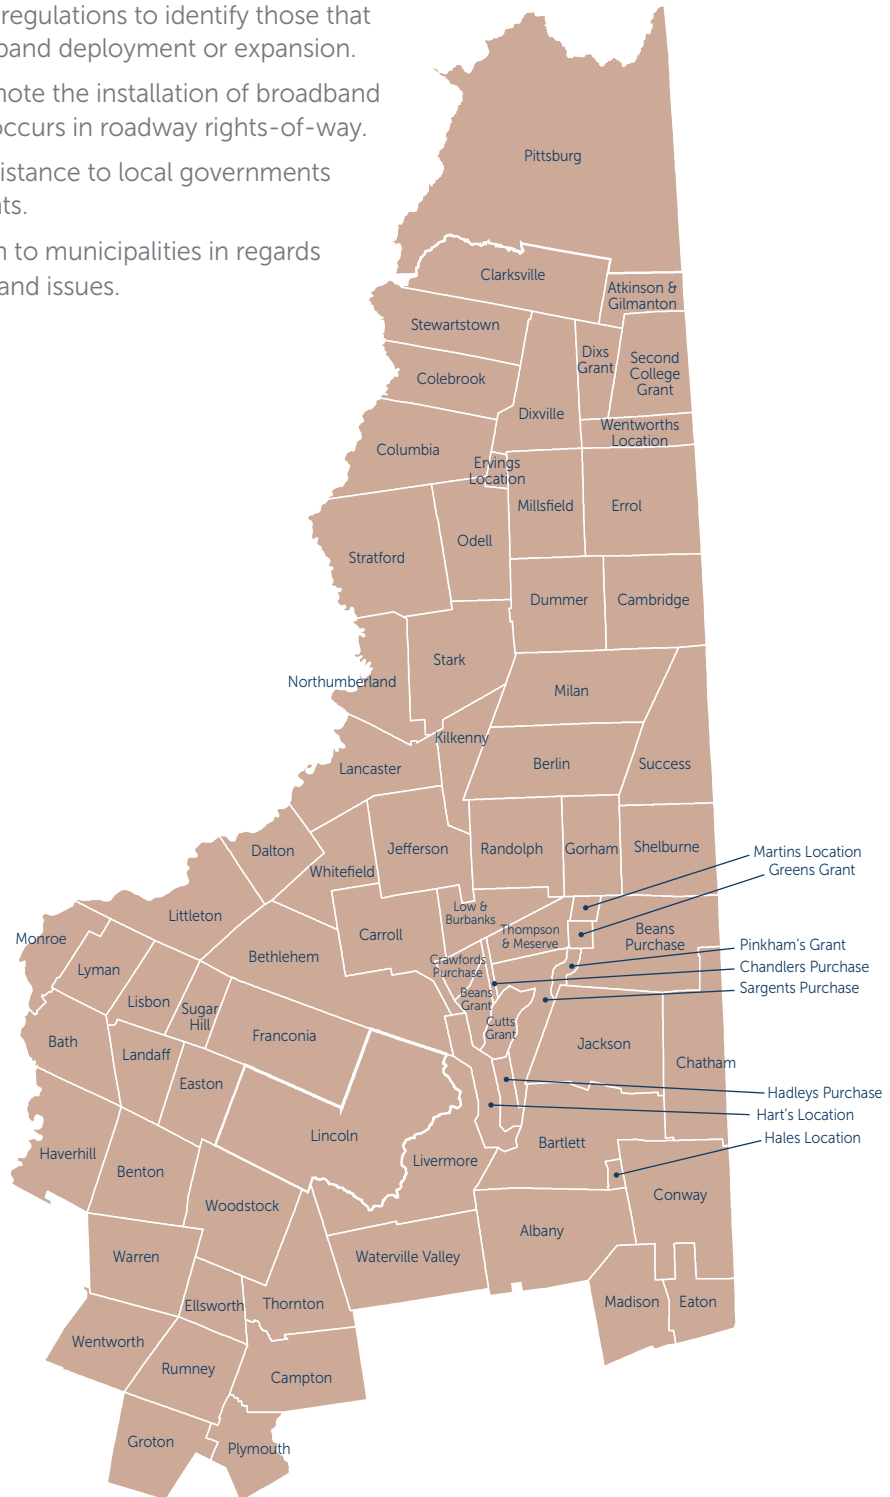 regulations to identify those that
band deployment or expansion.
note the installation of broadband
occurs in roadway rights-of-way.
istance to local governments
ts.
n to municipalities in regards
and issues.
Pittsburg
Clarksville
Atkinson &
Gilmanton
Stewartstown
Dixs
Grant
Second
College
Grant
Colebrook
Dixville
Wentworths
Location
Columbia
Ervings
Location
Millsfield
Errol
Odell
Stratford
Dummer
Cambridge
Stark
Northumberland
Milan
Kilkenny
Lancaster
Berlin
Success
Dalton
Jefferson
Randolph
Gorham
Shelburne
Martins Location
Greens Grant
Whitefield
Littleton
Low &
Burbanks
Carroll
Thompson
& Meserve
Beans
Purchase
Monroe
Pinkham's Grant
Bethlehem
Crawfords
Purchase
Chandlers Purchase
Lyman
Sargents Purchase
Lisbon
Beans
Grant
Sugar
Hill
Cutts
Grant
Franconia
Bath
Landaff
Jackson
Chatham
Easton
Hadleys Purchase
Hart's Location
Lincoln
Hales Location
Bartlett
Haverhill
Livermore
Benton
Conway
Woodstock
Albany
Warren
Waterville Valley
Ellsworth
Thornton
Madison
Eaton
Wentworth
Rumney
Campton
Groton
Plymouth